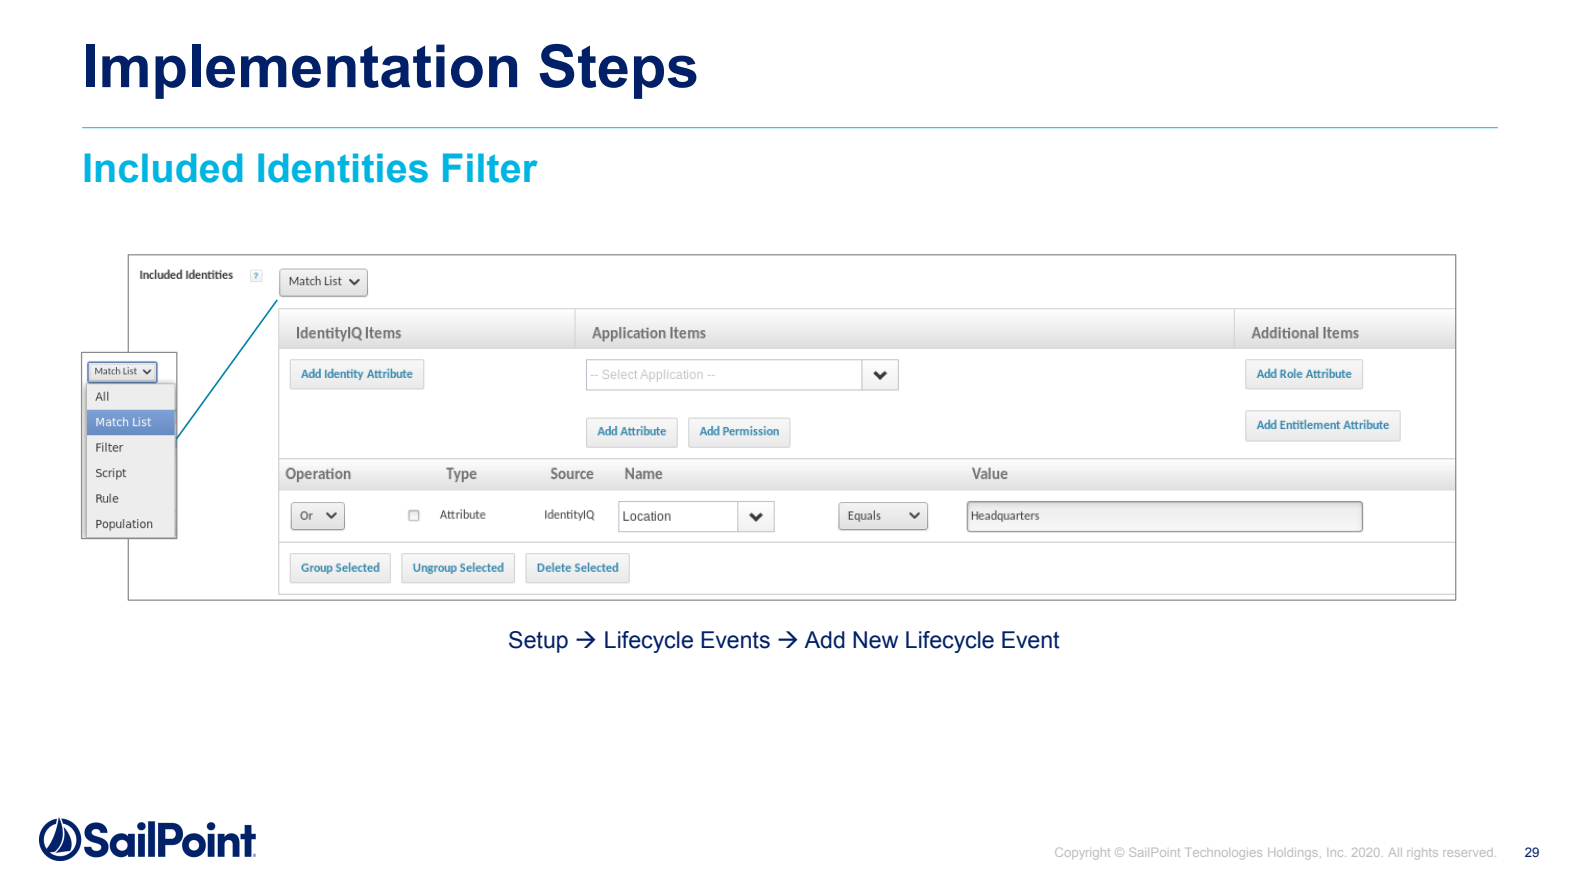 Implementation Steps
Included Identities Filter
Included Identities ? Match List
IdentityIQ Items Application Items Additional Items
Add Identity Attribute -- Select Application -- Add Role Attribute
Add Attribute Add Permission Add Entitlement Attribute
Operation Type Source Name Value
Or Attribute IdentityIQ Location Equals Headquarters
Group Selected Ungroup Selected Delete Selected
Match List
All
Match List
Filter
Script
Rule
Population
Setup → Lifecycle Events → Add New Lifecycle Event
SailPoint
Copyright © SailPoint Technologies Holdings, Inc. 2020. All rights reserved. 29